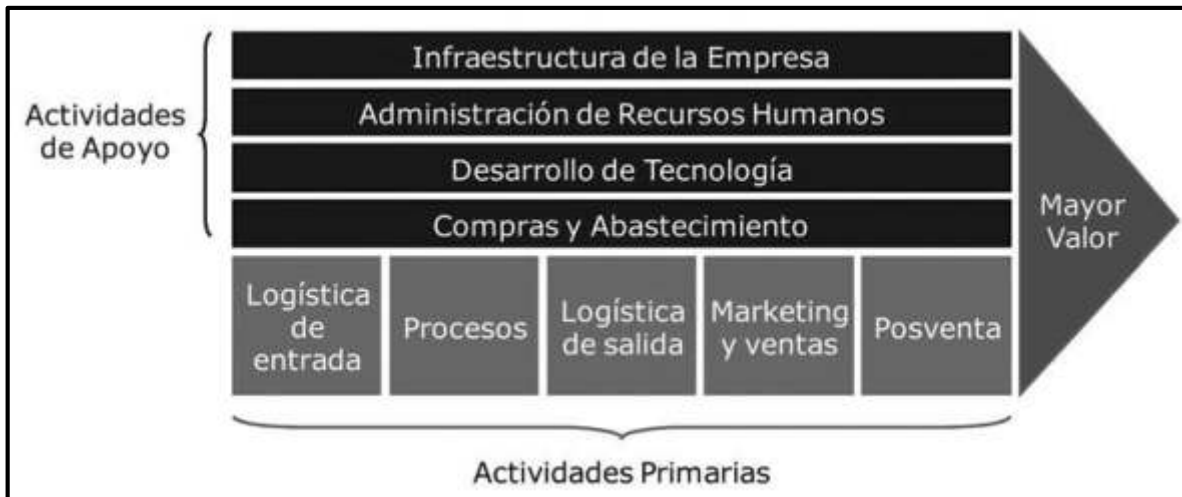 Infraestructura de la Empresa
Actividades
de Apoyo
Administración de Recursos Humanos
Desarrollo de Tecnología
Compras y Abastecimiento
Mayor
Valor
Logística
de
entrada
Procesos
Logística
de salida
Marketing
y ventas
Posventa
Actividades Primarias